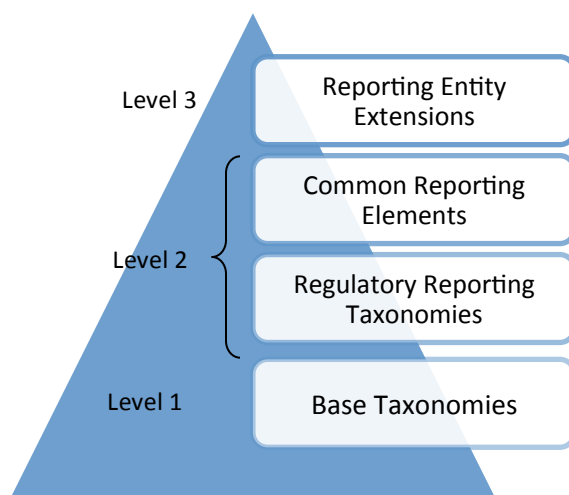 Level 3
Reporting Entity
Extensions
Common Reporting
Elements
Level 2
Regulatory Reporting
Taxonomies
Level 1
Base Taxonomies